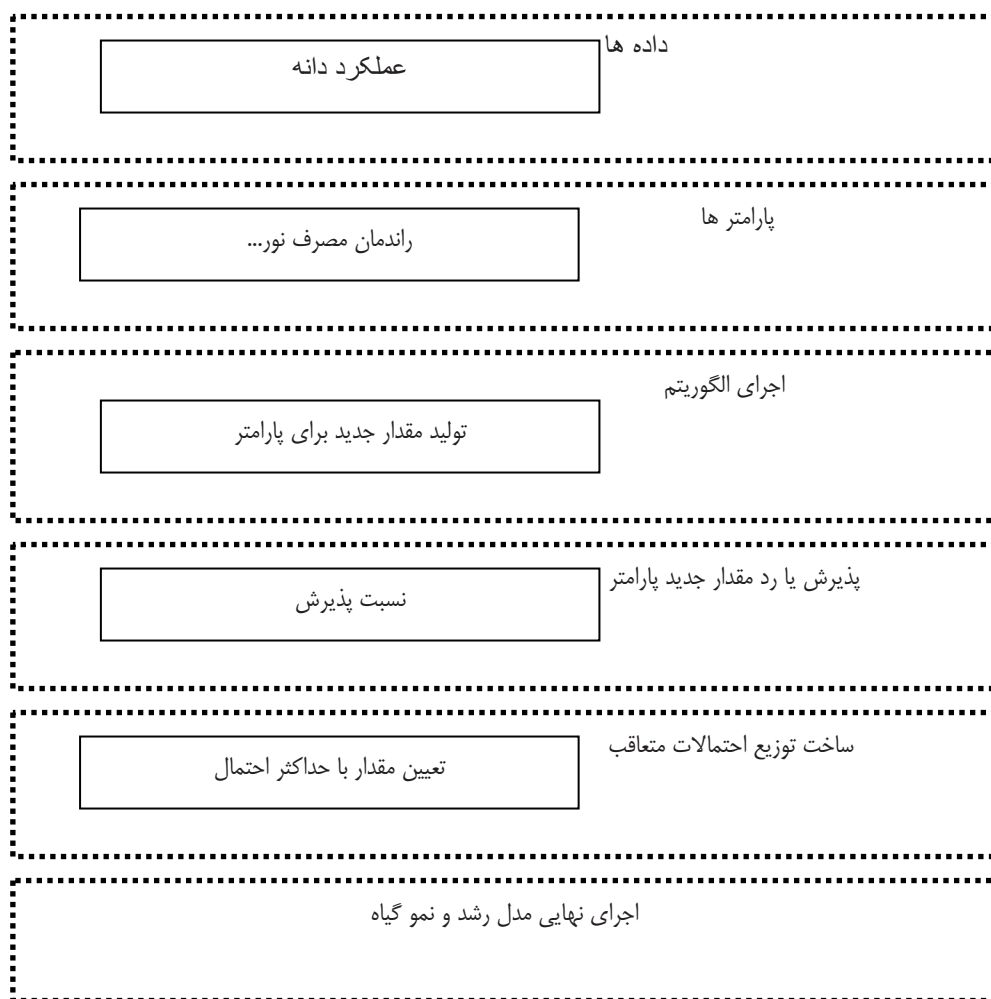 داده ها
عملکرد دانه
پارامتر ها
راندمان مصرف نور...
اجرای الگوریتم
تولید مقدار جدید برای پارامتر
پذیرش یا رد مقدار جدید پارامتر
نسبت پذیرش
ساخت توزیع احتمالات متعاقب
تعیین مقدار با حداکثر احتمال
اجرای نهایی مدل رشد و نمو گیاه